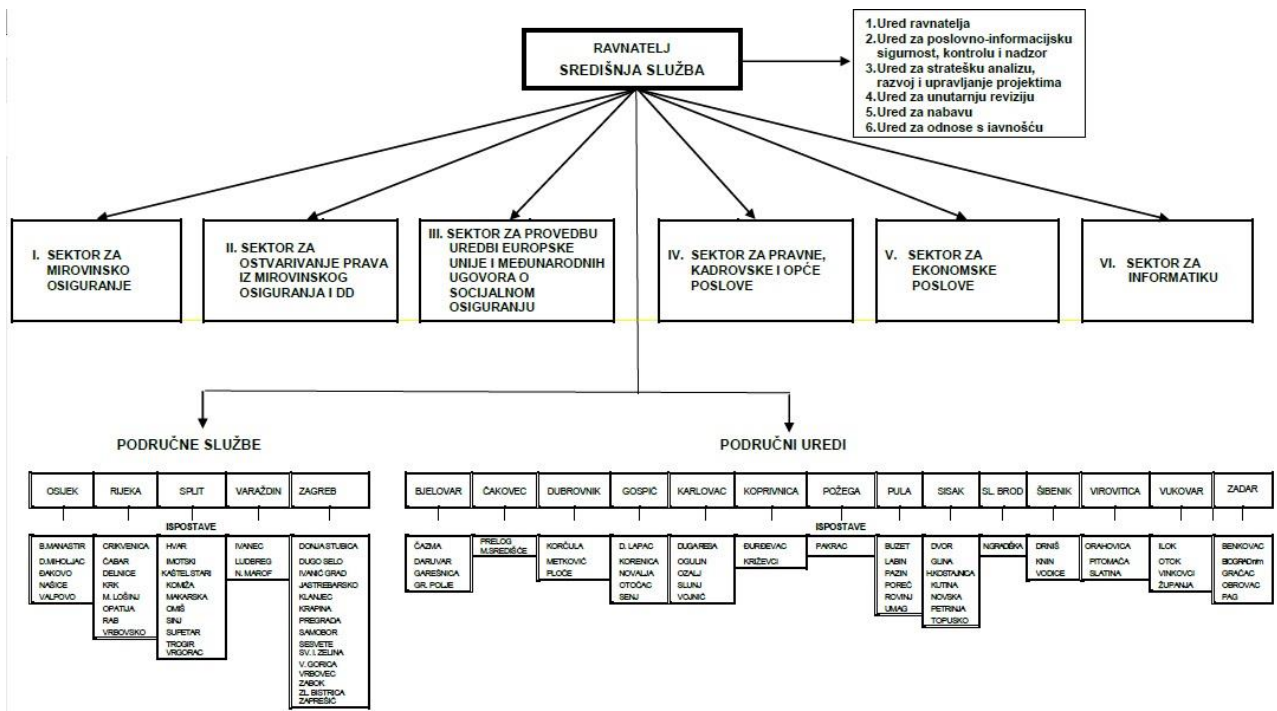 RAVNATELJ
SREDIŠNJA SLUŽBA
1.Ured ravnatelja
2.Ured za poslovno-informacijsku
sigurnost, kontrolu i nadzor
3.Ured za stratešku analizu,
razvoj i upravljanje projektima
4.Ured za unutarnju reviziju
5.Ured za nabavu
6.Ured za odnose s iavnošću
I. SEKTOR ZA
MIROVINSKO
OSIGURANJE
II. SEKTOR ZA
OSTVARIVANJE PRAVA
IZ MIROVINSKOG
OSIGURANJA I DD
III. SEKTOR ZA PROVEDBU
UREDBI EUROPSKE
UNIJE I MEĐUNARODNIH
UGOVORA O
SOCIJALNOM
OSIGURANJU
IV. SEKTOR ZA PRAVNE,
KADROVSKE I OPĆE
POSLOVE
V. SEKTOR ZA
EKONOMSKE
POSLOVE
VI. SEKTOR ZA
INFORMATIKU
PODRUČNE SLUŽBE
OSIJEK
RIJEKA
SPLIT
VARAŽDIN
ZAGREB
ISPOSTAVE
B.MANASTIR
D.MIHOLJAC
ĐAKOVO
NAŠICE
VALPOVO
CRIKVENICA
ČABAR
DELNICE
KRK
M. LOŠINJ
OPATIJA
RAB
VRBOVSKO
HVAR
IMOTSKI
KAŠTEL STARI
KOMIŽA
MAKARSKA
OMIŠ
SINJ
SUPETAR
TROGIR
VRGORAC
IVANEC
LUDBREG
N. MAROF
DONJA STUBICA
DUGO SELO
IVANIĆ GRAD
JASTREBARSKO
KLANJEC
KRAPINA
PREGRADA
SAMOBOR
SESVETE
SV. I. ZELINA
V. GORICA
VRBOVEC
ZABOK
ZL. BISTRICA
ZAPREŠIĆ
PODRUČNI UREDI
BJELOVAR
ČAKOVEC
DUBROVNIK
GOSPIĆ
KARLOVAC
KOPRIVNICA
POŽEGA
PULA
SISAK
SL. BROD
ŠIBENIK
VIROVITICA
VUKOVAR
ZADAR
ISPOSTAVE
ČAZMA
DARUVAR
GAREŠNICA
GR. POLJE
PRELOG
M.SREDIŠĆE
KORČULA
METKOVIĆ
PLOČE
D. LAPAC
KORENICA
NOVALJA
OTOČAC
SENJ
DUGA RESA
OGULIN
OZALJ
SLUNJ
VOJNIĆ
ĐURĐEVAC
KRIŽEVCI
PAKRAC
BUZET
LABIN
PAZIN
POREČ
ROVINJ
UMAG
DVOR
GLINA
H.KOSTAJNICA
KUTINA
NOVSKA
PETRINJA
TOPUSKO
N.GRADIŠKA
DRNIŠ
KNIN
VODICE
ORAHOVICA
PITOMAČA
SLATINA
ILOK
OTOK
VINKOVCI
ŽUPANJA
BENKOVAC
BIOGRAD n/m
GRAČAC
OBROVAC
PAG